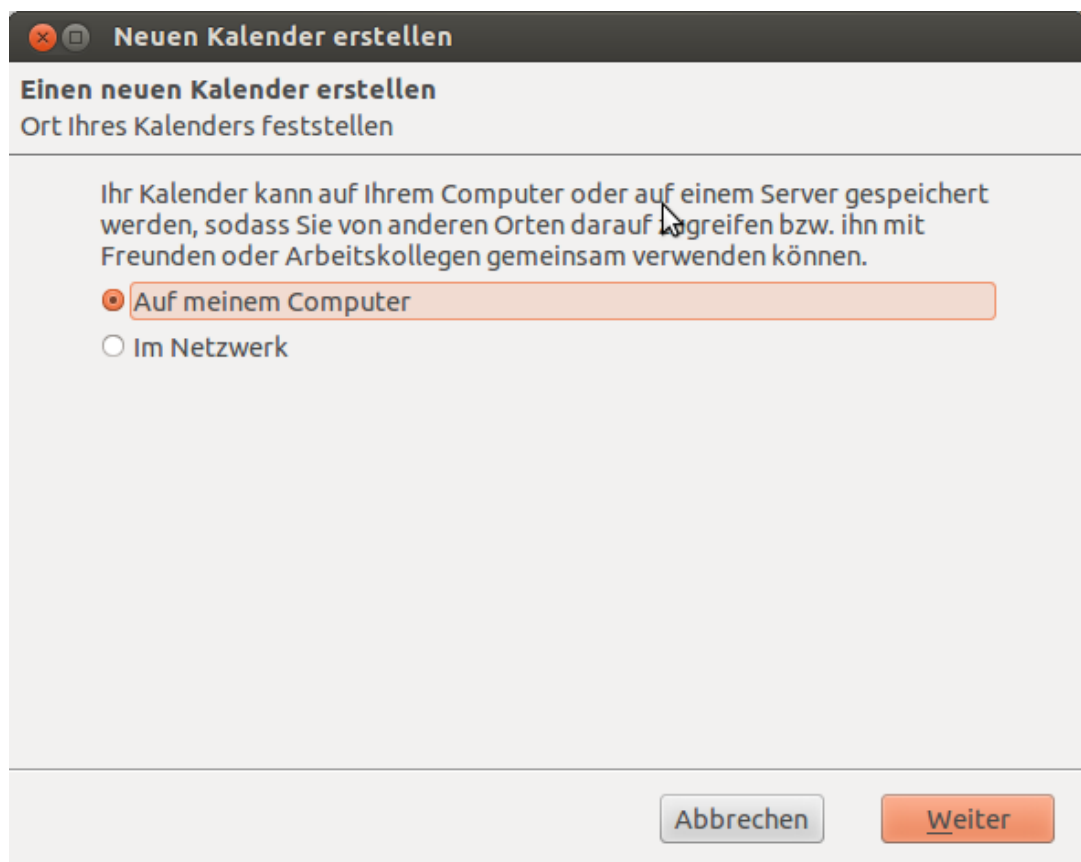 Neuen Kalender erstellen
Einen neuen Kalender erstellen
Ort Ihres Kalenders feststellen
Ihr Kalender kann auf Ihrem Computer oder auf einem Server gespeichert
werden, sodass Sie von anderen Orten darauf zugreifen bzw. ihn mit
Freunden oder Arbeitskollegen gemeinsam verwenden können.
Auf meinem Computer
Im Netzwerk
Abbrechen
Weiter